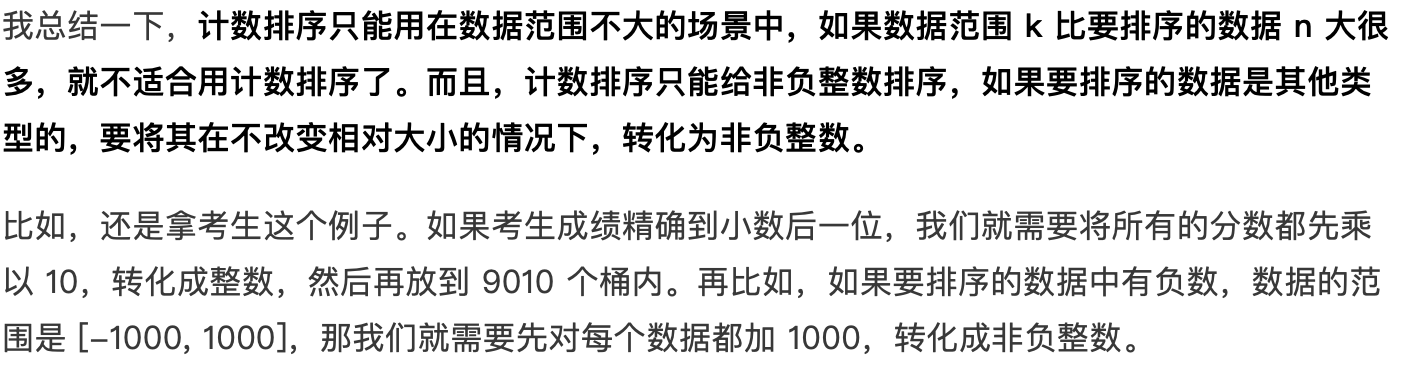 我总结一下，计数排序只能用在数据范围不大的场景中，如果数据范围 k 比要排序的数据 n 大很
多，就不适合用计数排序了。而且，计数排序只能给非负整数排序，如果要排序的数据是其他类
型的，要将其在不改变相对大小的情况下，转化为非负整数。
比如，还是拿考生这个例子。如果考生成绩精确到小数后一位，我们就需要将所有的分数都先乘
以 10，转化成整数，然后再放到 9010 个桶内。再比如，如果要排序的数据中有负数，数据的范
围是 [-1000, 1000]，那我们就需要先对每个数据都加 1000，转化成非负整数。